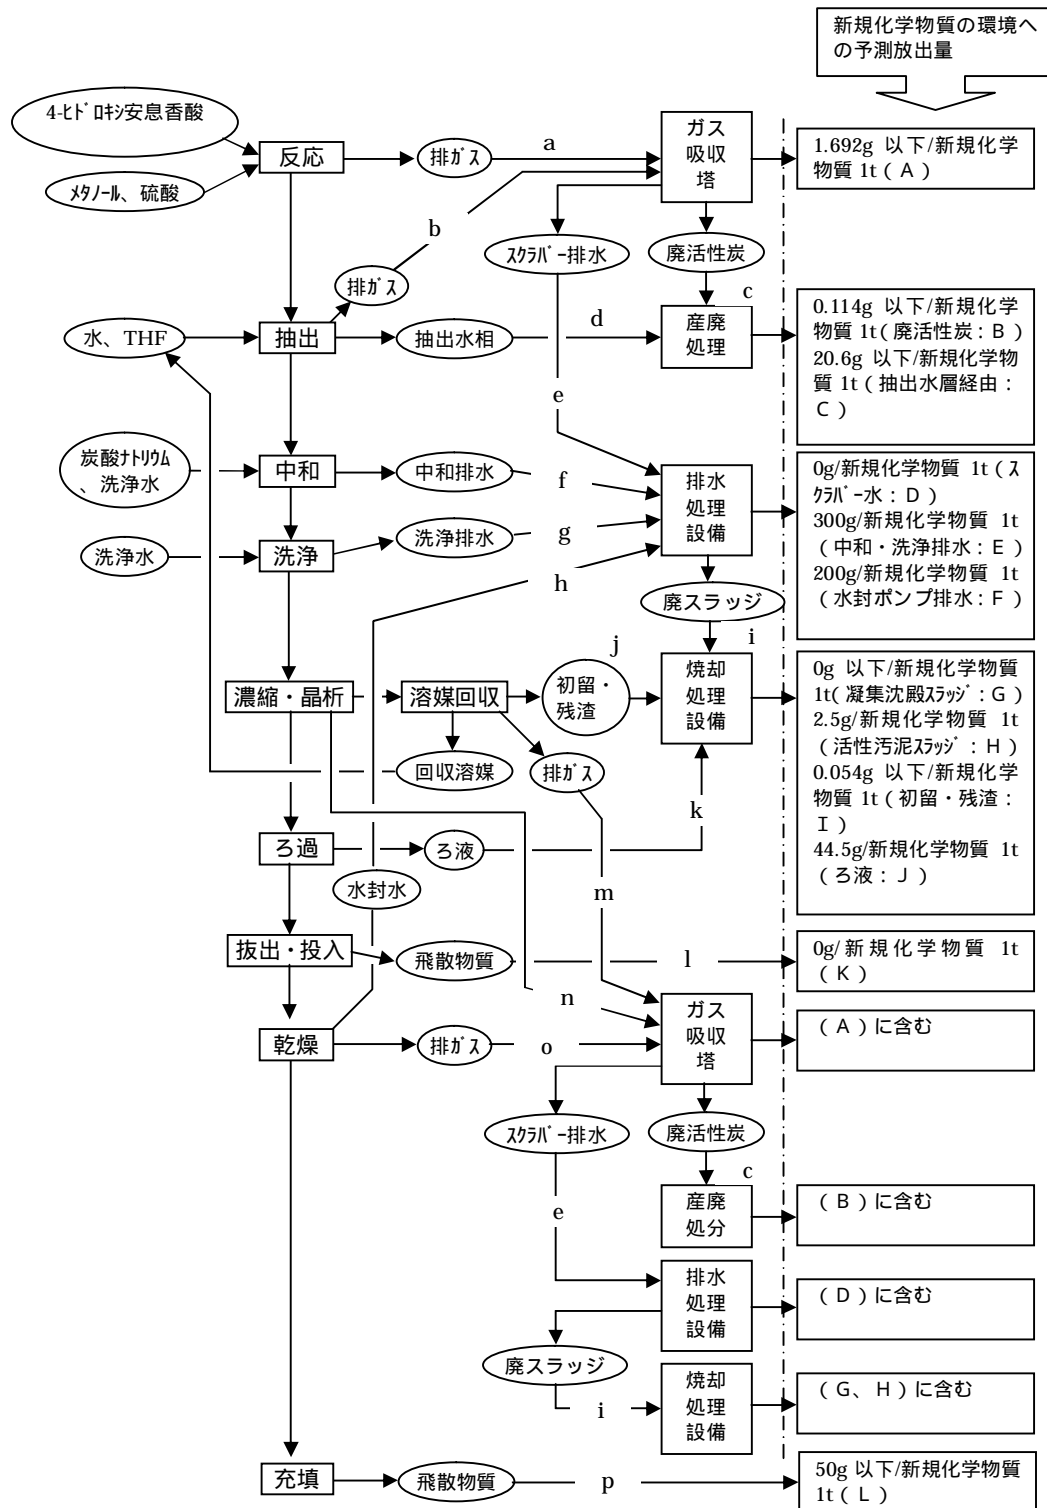 新規化学物質の環境へ
の予測放出量
4-ﾋﾄﾞﾛｷｼ安息香酸
反応
排ガス
a
ガス
吸収
塔
1.692g 以下/新規化学
物質 1t（A）
ﾒﾀﾉｰﾙ、硫酸
b
スクラバー排水
廃活性炭
排ガス
c
水、THF
抽出
抽出水相
d
産廃
処理
0.114g 以下/新規化学
物質 1t（廃活性炭：B）
20.6g 以下/新規化学物
質 1t（抽出水層経由：
C）
e
炭酸ﾅﾄﾘｳﾑ
、洗浄水
中和
中和排水
f
排水
処理
設備
0g/新規化学物質 1t（ｽ
ｸﾗﾊﾞｰ水：D）
300g/新規化学物質 1t
（中和・洗浄排水：E）
200g/新規化学物質 1t
（水封ポンプ排水：F）
洗浄水
洗浄
洗浄排水
g
h
廃スラッジ
i
j
濃縮・晶析
溶媒回収
初留・
残渣
焼却
処理
設備
0g 以下/新規化学物質
1t（凝集沈殿ｽﾗｯｼﾞ：G）
2.5g/新規化学物質 1t
（活性汚泥ｽﾗｯｼﾞ：H）
0.054g 以下/新規化学
物質 1t（初留・残渣：
I）
44.5g/新規化学物質 1t
（ろ液：J）
回収溶媒
排ガス
k
ろ過
ろ液
水封水
m
抜出・投入
飛散物質
l
0g/新規化学物質 1t
（K）
n
乾燥
排ガス
o
ガス
吸収
塔
（A）に含む
スクラバー排水
廃活性炭
c
e
産廃
処分
（B）に含む
排水
処理
設備
（D）に含む
廃スラッジ
i
焼却
処理
設備
（G、H）に含む
充填
飛散物質
p
50g 以下/新規化学物質
1t（L）